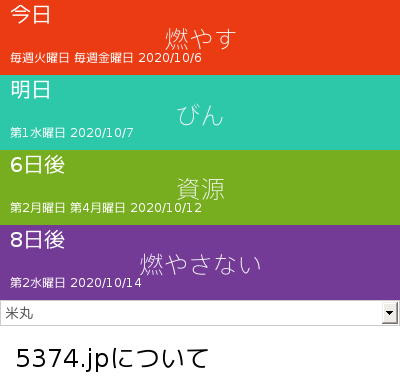 今日
燃やす
毎週火曜日 毎週金曜日 2020/10/6
明日
びん
第1水曜日 2020/10/7
6日後
資源
第2月曜日 第4月曜日 2020/10/12
8日後
燃やさない
第2水曜日 2020/10/14
米丸
5374.jpについて